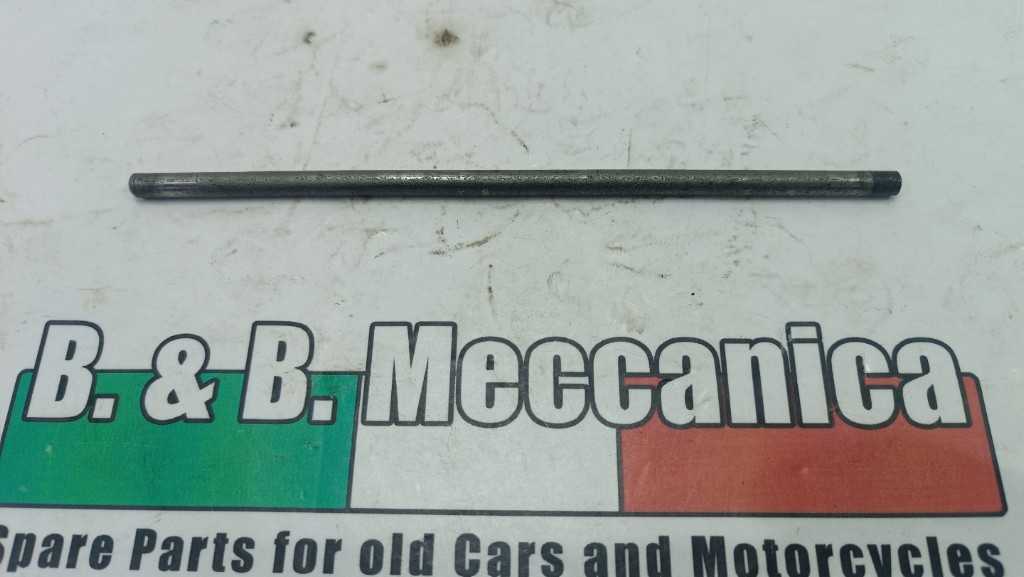 B. & B. Meccanica
Spare Parts for old Cars and Motorcycles